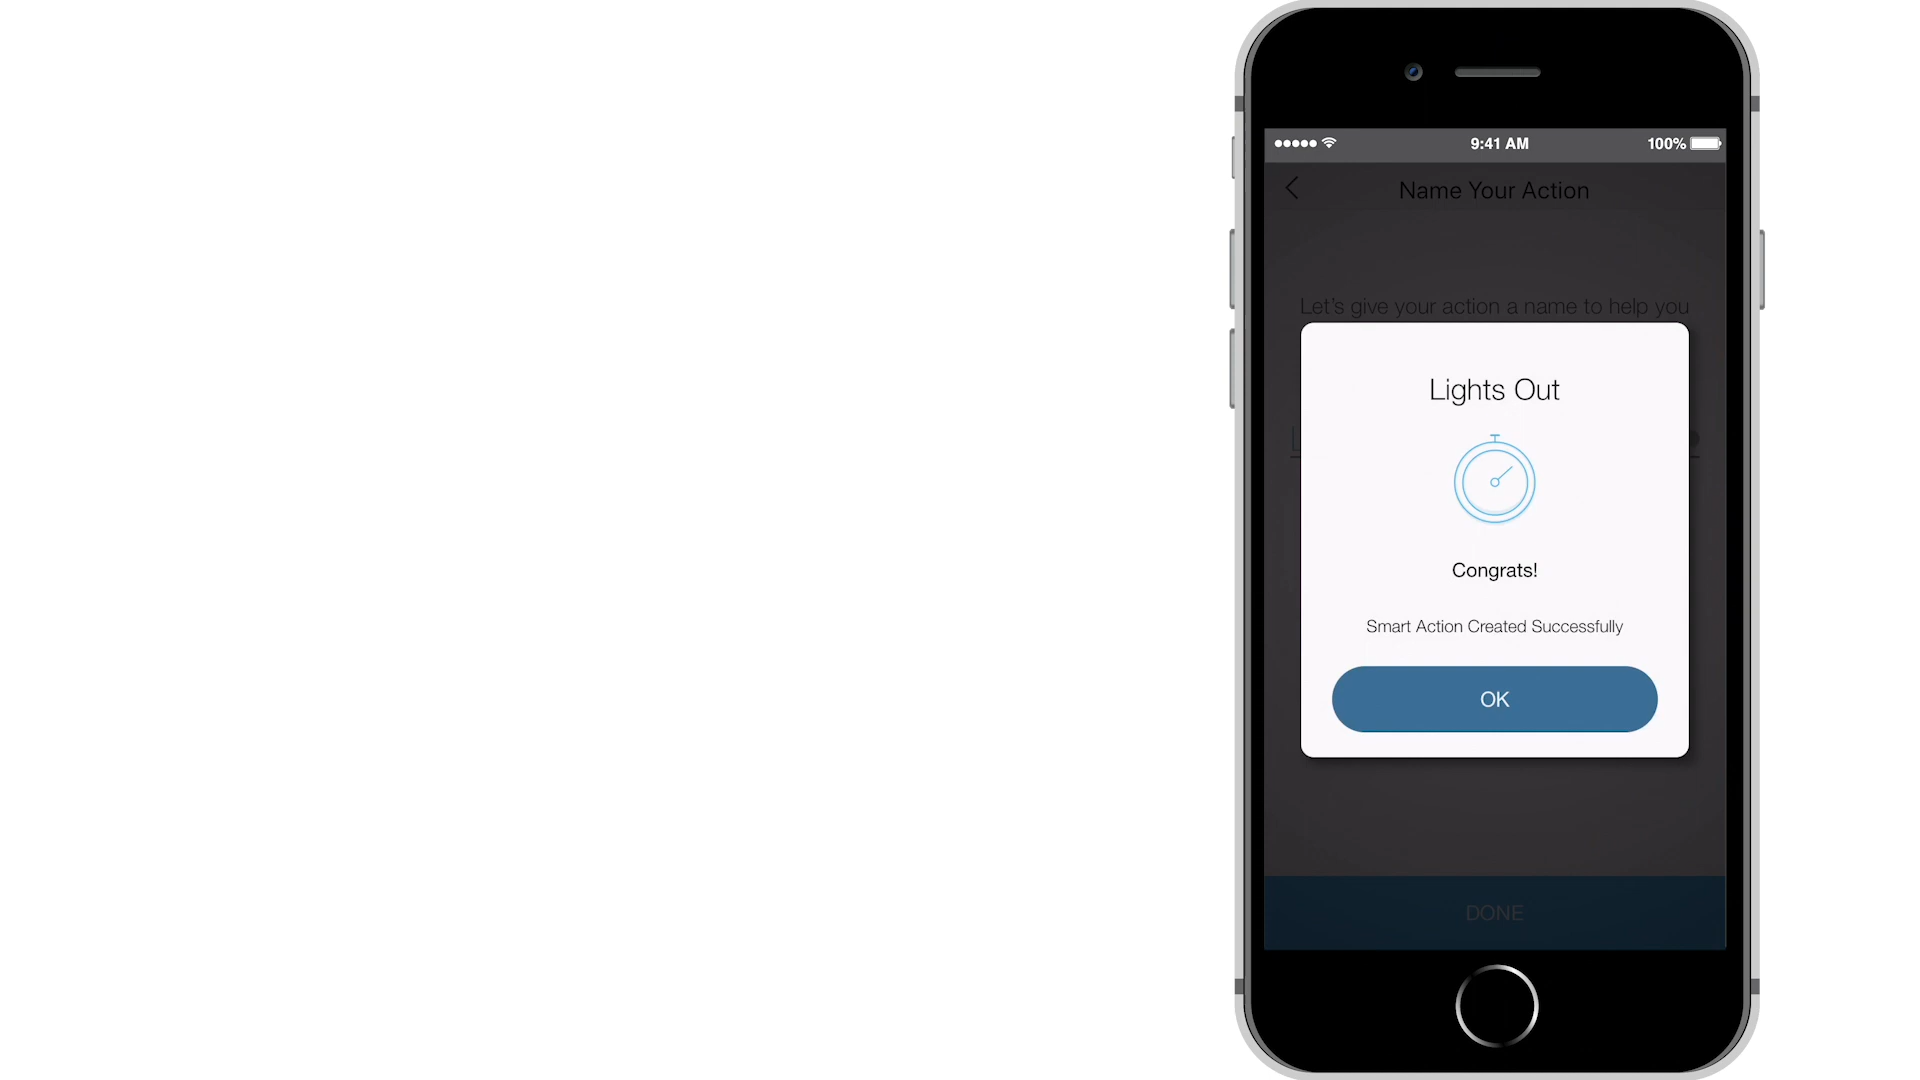 9:41 AM
100%
Name Your Action
Let's give your action a name to help you
Lights Out
Congrats!
Smart Action Created Successfully
OK
DONE